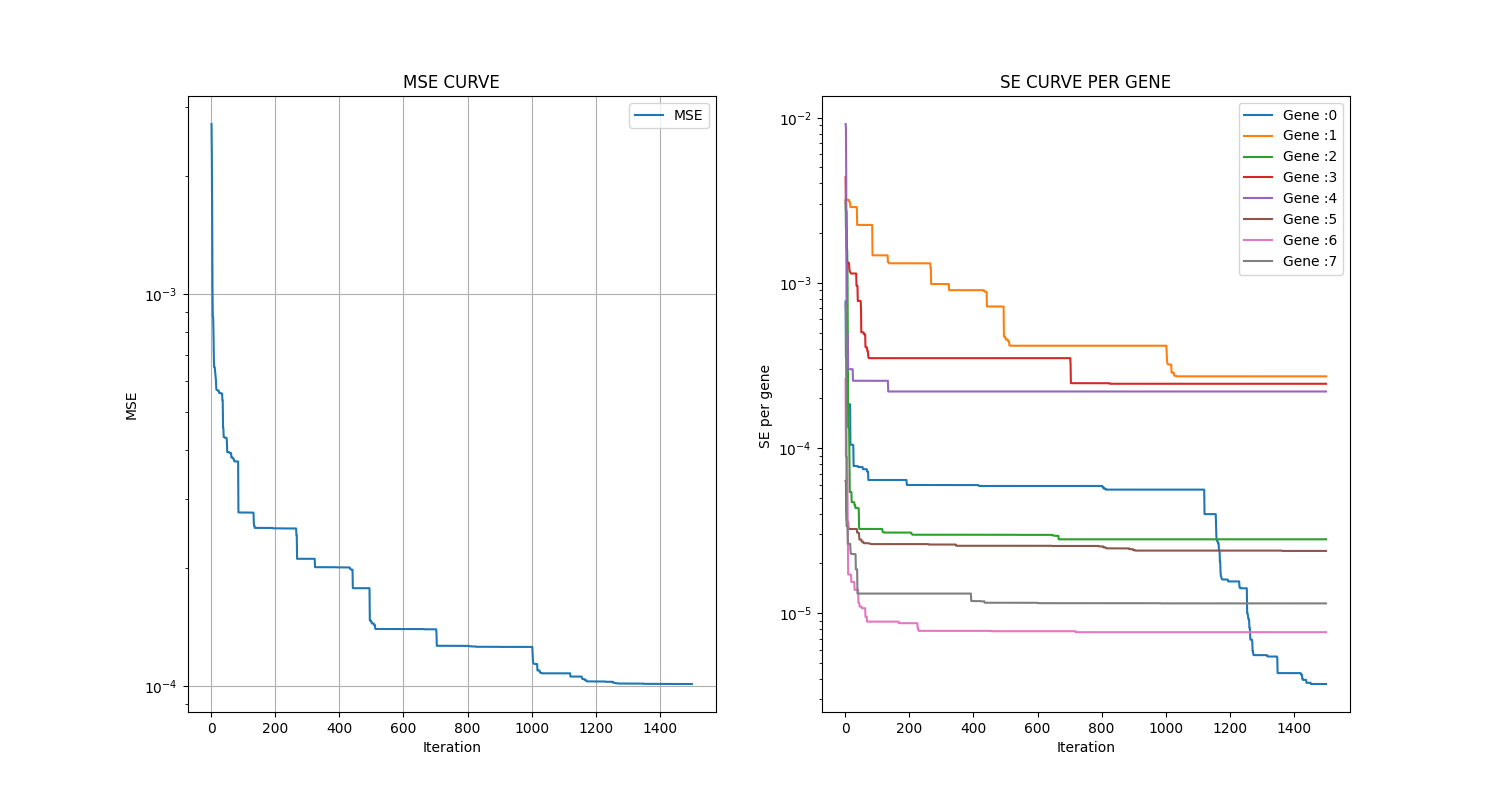 MSE CURVE
MSE
MSE
10⁻³
10⁻⁴
0 200 400 600 800 1000 1200 1400
Iteration
SE CURVE PER GENE
Gene :0
Gene :1
Gene :2
Gene :3
Gene :4
Gene :5
Gene :6
Gene :7
SE per gene
10⁻²
10⁻³
10⁻⁴
10⁻⁵
0 200 400 600 800 1000 1200 1400
Iteration